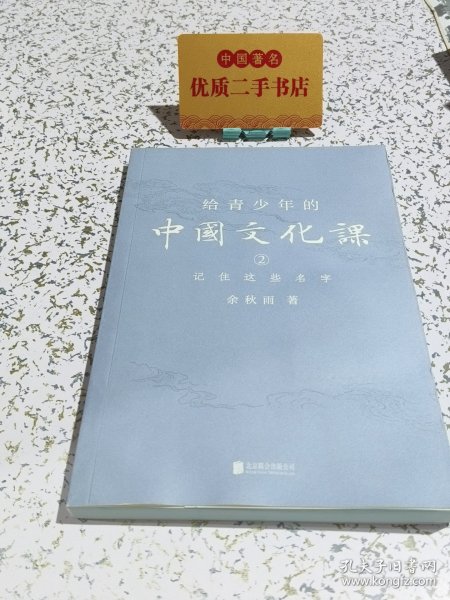 中国著名
优质二手书店
给青少年的
中國文化課
②
记住这些名字
余秋雨 著
北京联合出版公司
孔夫子旧书网
www.kongfz.com